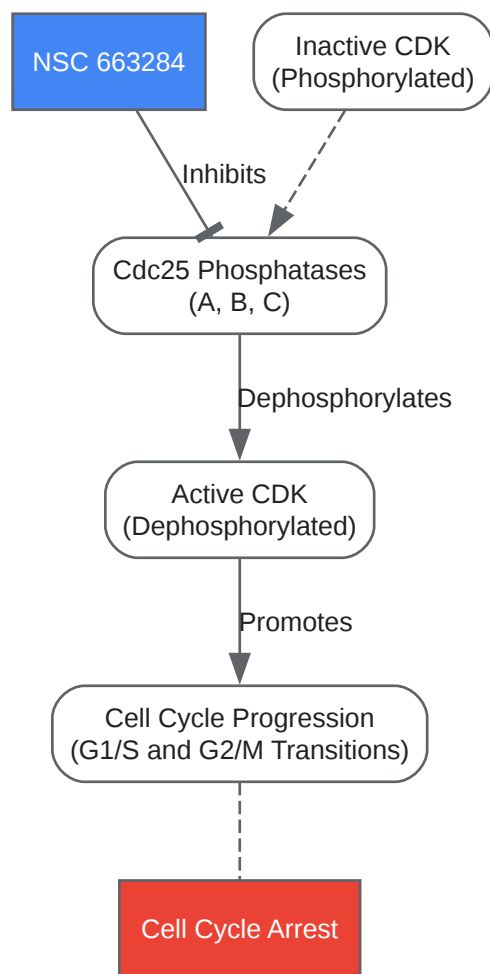 NSC 663284
Inactive CDK
(Phosphorylated)
Inhibits
Cdc25 Phosphatases
(A, B, C)
Dephosphorylates
Active CDK
(Dephosphorylated)
Promotes
Cell Cycle Progression
(G1/S and G2/M Transitions)
Cell Cycle Arrest